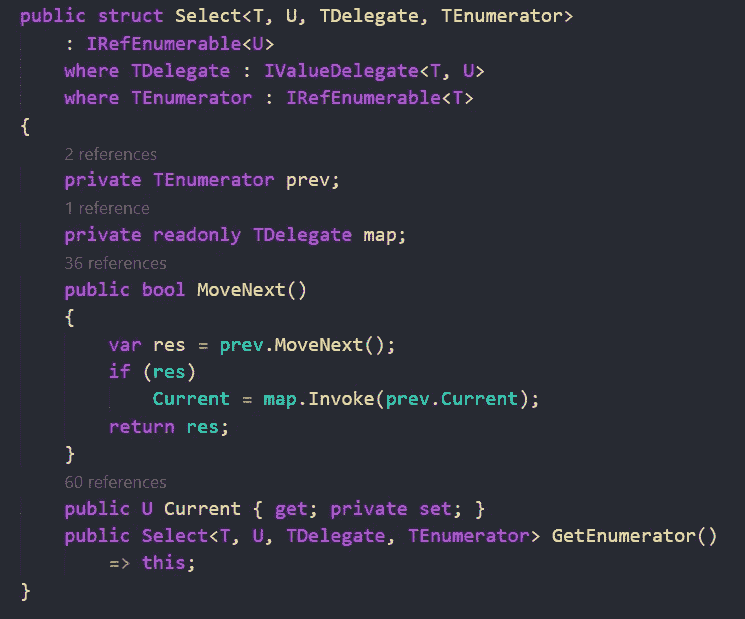 public struct Select<T, U, TDelegate, TEnumerator>
    : IRefEnumerable<U>
    where TDelegate : IValueDelegate<T, U>
    where TEnumerator : IRefEnumerable<T>
{
    2 references
    private TEnumerator prev;
    1 reference
    private readonly TDelegate map;
    36 references
    public bool MoveNext()
    {
        var res = prev.MoveNext();
        if (res)
            Current = map.Invoke(prev.Current);
        return res;
    }
    60 references
    public U Current { get; private set; }
    public Select<T, U, TDelegate, TEnumerator> GetEnumerator()
        => this;
}